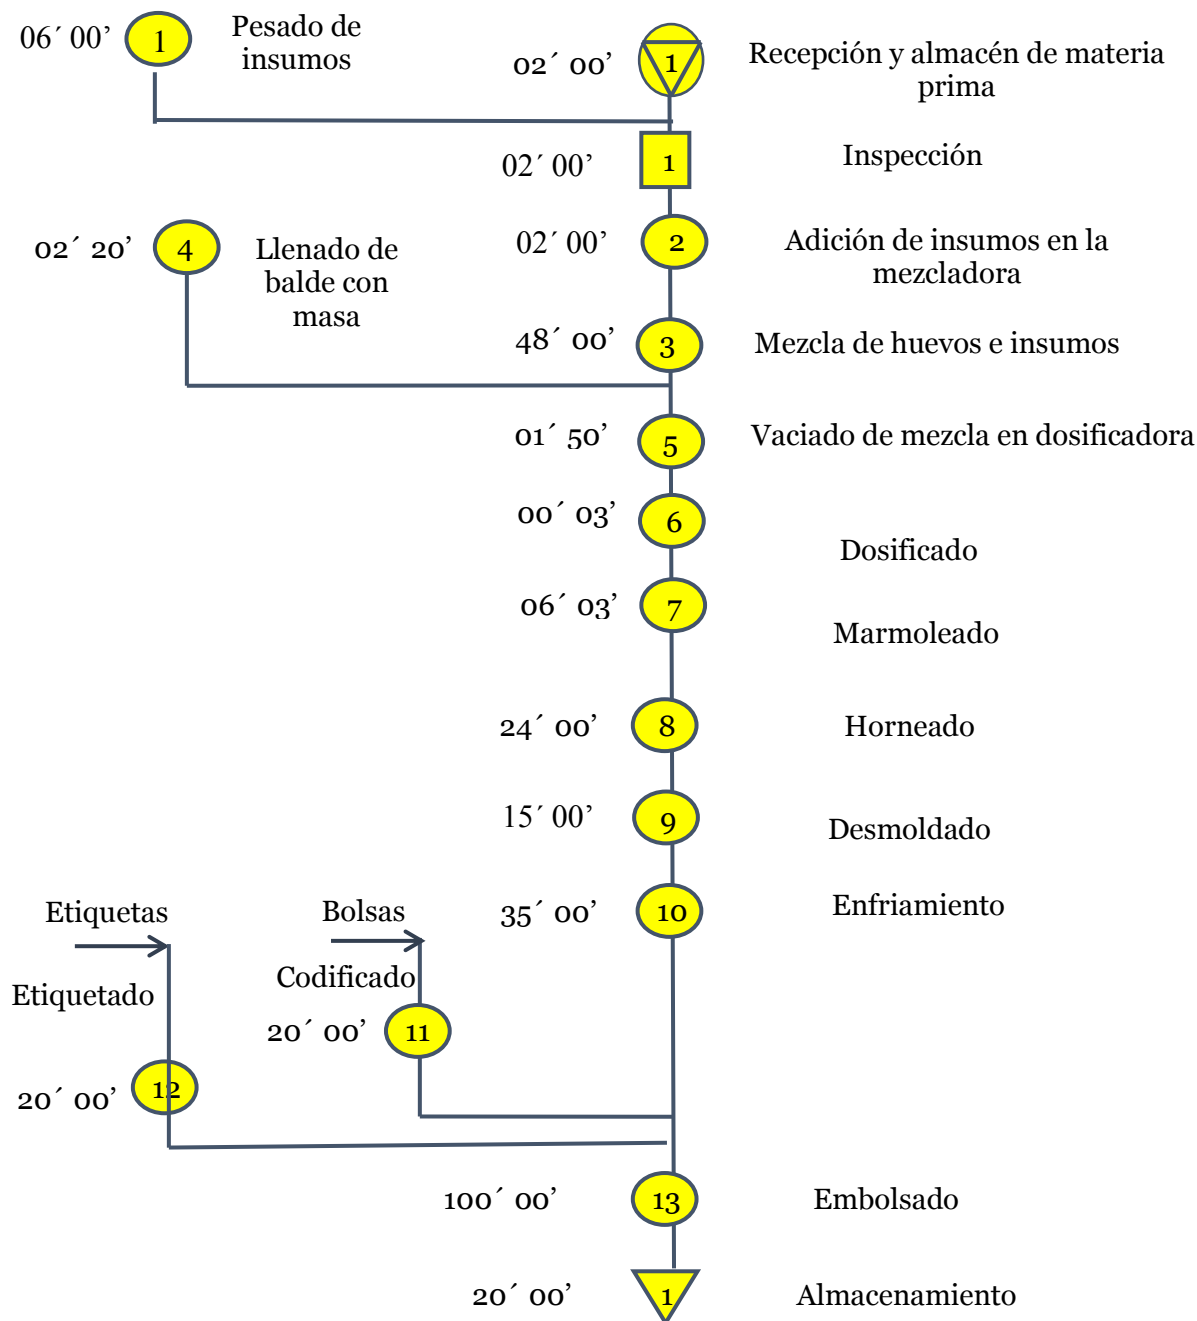 06´ 00’
1
Pesado de
insumos
02´ 00’
1
Recepción y almacén de materia
prima
02´ 00’
1
Inspección
02´ 20’
4
Llenado de
balde con
masa
02´ 00’
2
Adición de insumos en la
mezcladora
48´ 00’
3
Mezcla de huevos e insumos
01´ 50’
5
Vaciado de mezcla en dosificadora
00´ 03’
6
Dosificado
06´ 03’
7
Marmoleado
24´ 00’
8
Horneado
15´ 00’
9
Desmoldado
35´ 00’
10
Enfriamiento
Etiquetas
Etiquetado
20´ 00’
12
Bolsas
Codificado
20´ 00’
11
100´ 00’
13
Embolsado
20´ 00’
1
Almacenamiento